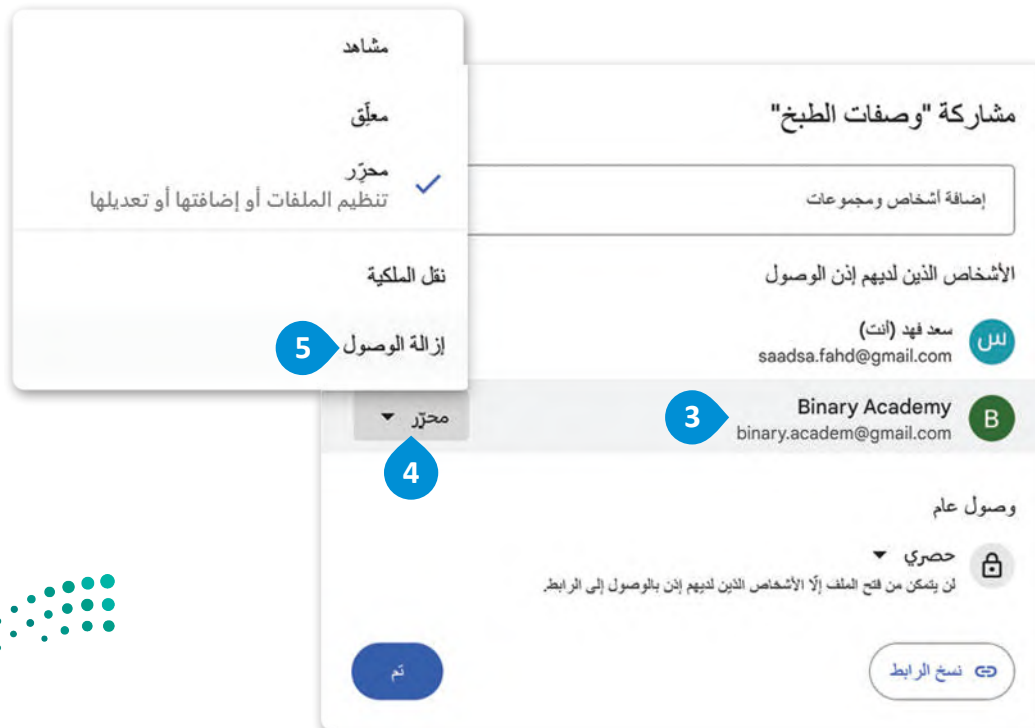 مشاهد
معلِّق
محرِّر
تنظيم الملفات أو إضافتها أو تعديلها
نقل الملكية
إزالة الوصول
5
مشاركة "وصفات الطبخ"
إضافة أشخاص ومجموعات
الأشخاص الذين لديهم إذن الوصول
س
سعد فهد (أنت)
saadsa.fahd@gmail.com
B
Binary Academy
binary.academ@gmail.com
3
محرِّر
4
وصول عام
حصري
لن يتمكن من فتح الملف إلّا الأشخاص الذين لديهم إذن بالوصول إلى الرابط.
نسخ الرابط
تم